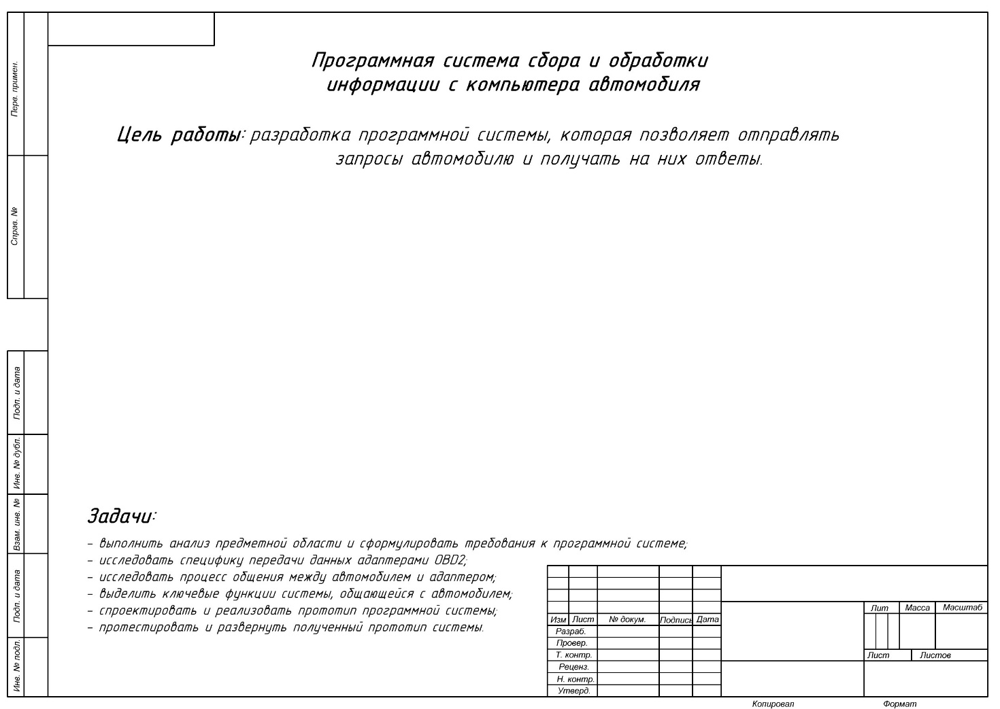 Программная система сбора и обработки
информации с компьютера автомобиля
Цель работы: разработка программной системы, которая позволяет отправлять
запросы автомобилю и получать на них ответы.
Перв. примен.
Справ. №
Подп. и дата
Инв. № дубл.
Взам. инв. №
Подп. и дата
Инв. № подл.
Задачи:
- выполнить анализ предметной области и сформулировать требования к программной системе;
- исследовать специфику передачи данных адаптерами OBD2;
- исследовать процесс общения между автомобилем и адаптером;
- выделить ключевые функции системы, общающейся с автомобилем;
- спроектировать и реализовать прототип программной системы;
- протестировать и развернуть полученный прототип системы.
Изм Лист № докум. Подпись Дата
Разраб.
Провер.
Т. контр.
Реценз.
Н. контр.
Утверд.
Лит Масса Масштаб
Лист Листов
Копировал Формат